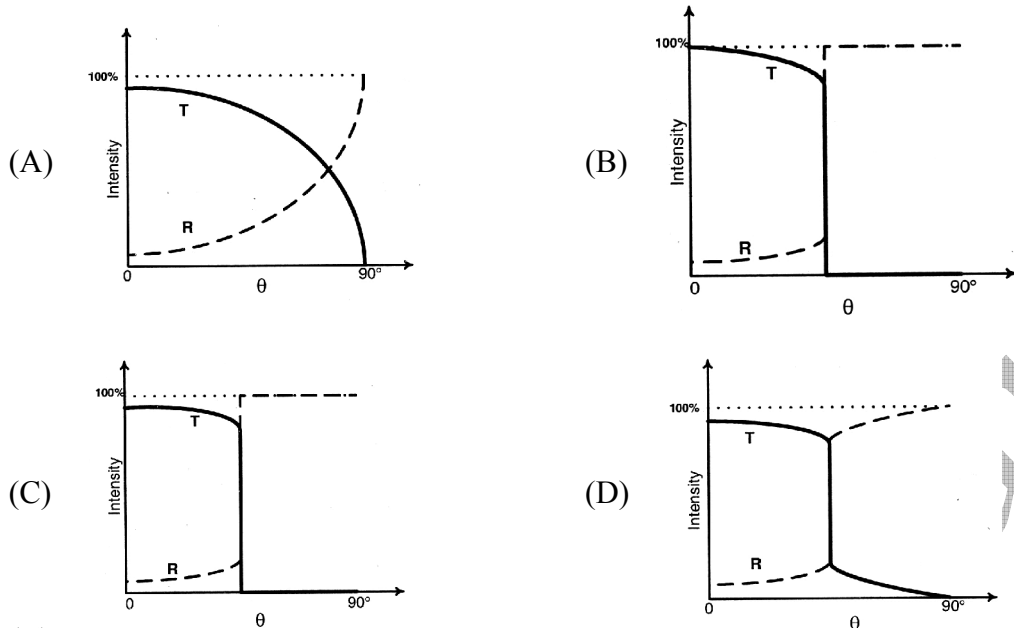 (A)
Intensity
100%
T
R
0
90°
θ
(B)
Intensity
100%
T
R
0
90°
θ
(C)
Intensity
100%
T
R
0
90°
θ
(D)
Intensity
100%
T
R
0
90°
θ